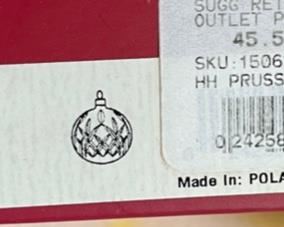 SUGG RET
OUTLET P
45.5
SKU:1506
HH PRUSS
0 24258
Made In: POLA